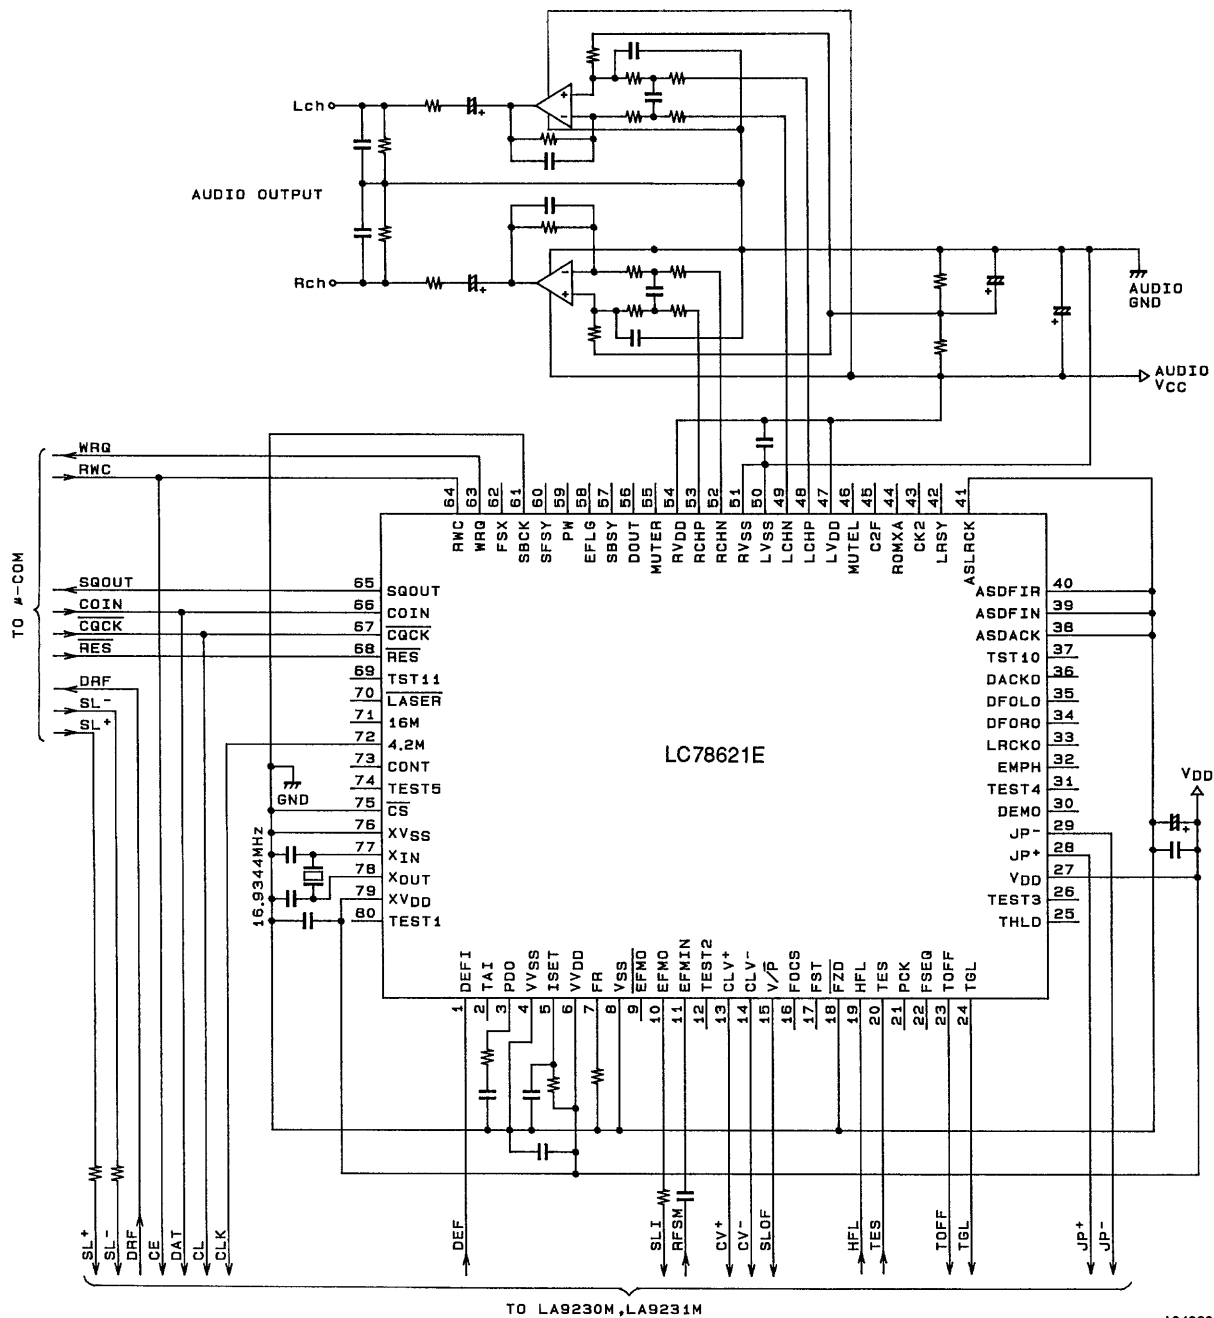 Lch
AUDIO OUTPUT
Rch
AUDIO
GND
AUDIO
VCC
WRQ
RWC
SQOUT
COIN
CQCK
RES
DRF
SL-
SL+
TO μ-COM
64 63 62 61 60 59 58 57 56 55 54 53 52 51 50 49 48 47 46 45 44 43 42 41
RWC WRQ FSX SBCK SFSY PW EFLG SBSY DOUT MUTER RVDD RCHP RCHN RVSS LVSS LCHN LCHP LVDD MUTEL C2F ROMXA CK2 LRSY ASLRCK
65 SQOUT
66 COIN
67 CQCK
68 RES
69 TST11
70 LASER
71 16M
72 4.2M
73 CONT
74 TEST5
75 CS
76 XVSS
77 XIN
78 XOUT
79 XVDD
80 TEST1
GND
16.9344MHz
LC78621E
ASDFIR 40
ASDFIN 39
ASDACK 38
TST10 37
DACKO 36
DFOLO 35
DFORO 34
LRCKO 33
EMPH 32
TEST4 31
DEMO 30
JP- 29
JP+ 28
VDD 27
TEST3 26
THLD 25
VDD
DEFI TAI PDO VVSS ISET VVDD FR VSS EFMO EFMO EFMIN TEST2 CLV+ CLV- V/P FOCS FST FZD HFL TES PCK FSEQ TOFF TGL
1 2 3 4 5 6 7 8 9 10 11 12 13 14 15 16 17 18 19 20 21 22 23 24
SL+ SL- DRF CE DAT CL CLK DEF SLI RFSM CV+ CV- SLOF HFL TES TOFF TGL JP+ JP-
TO LA9230M,LA9231M